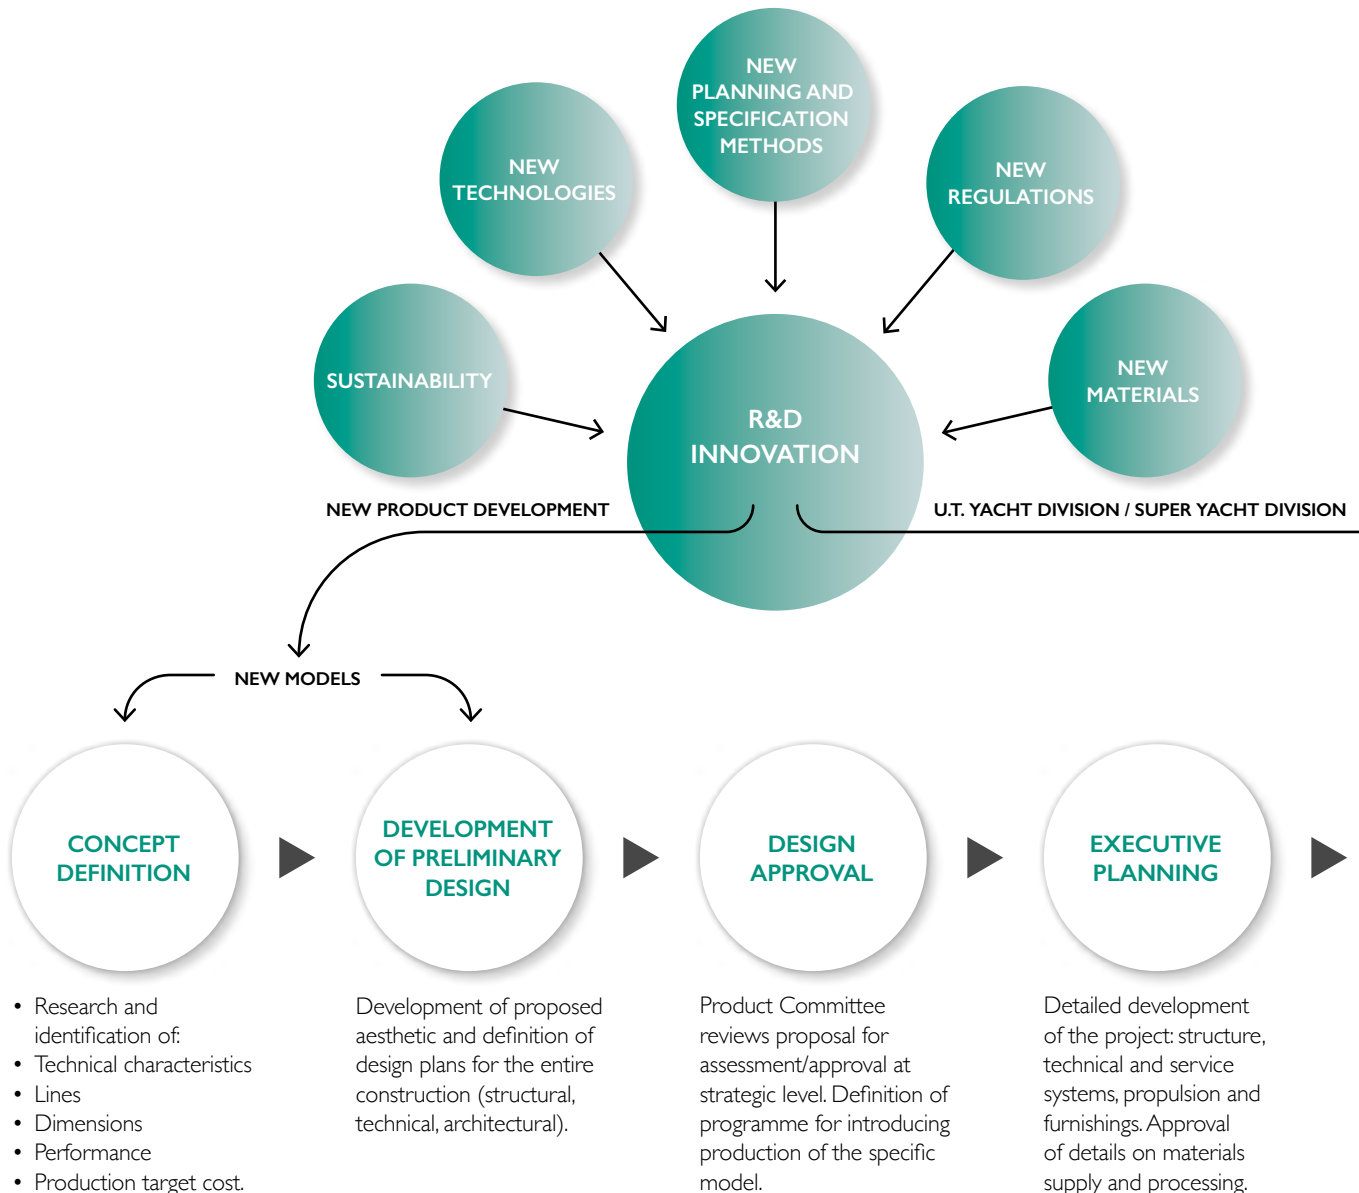 NEW
PLANNING AND
SPECIFICATION
METHODS
NEW
TECHNOLOGIES
NEW
REGULATIONS
SUSTAINABILITY
NEW
MATERIALS
R&D
INNOVATION
NEW PRODUCT DEVELOPMENT
U.T. YACHT DIVISION / SUPER YACHT DIVISION
NEW MODELS
CONCEPT
DEFINITION
DEVELOPMENT
OF PRELIMINARY
DESIGN
DESIGN
APPROVAL
EXECUTIVE
PLANNING
• Research and
identification of:
• Technical characteristics
• Lines
• Dimensions
• Performance
• Production target cost.
Development of proposed
aesthetic and definition of
design plans for the entire
construction (structural,
technical, architectural).
Product Committee
reviews proposal for
assessment/approval at
strategic level. Definition of
programme for introducing
production of the specific
model.
Detailed development
of the project: structure,
technical and service
systems, propulsion and
furnishings. Approval
of details on materials
supply and processing.